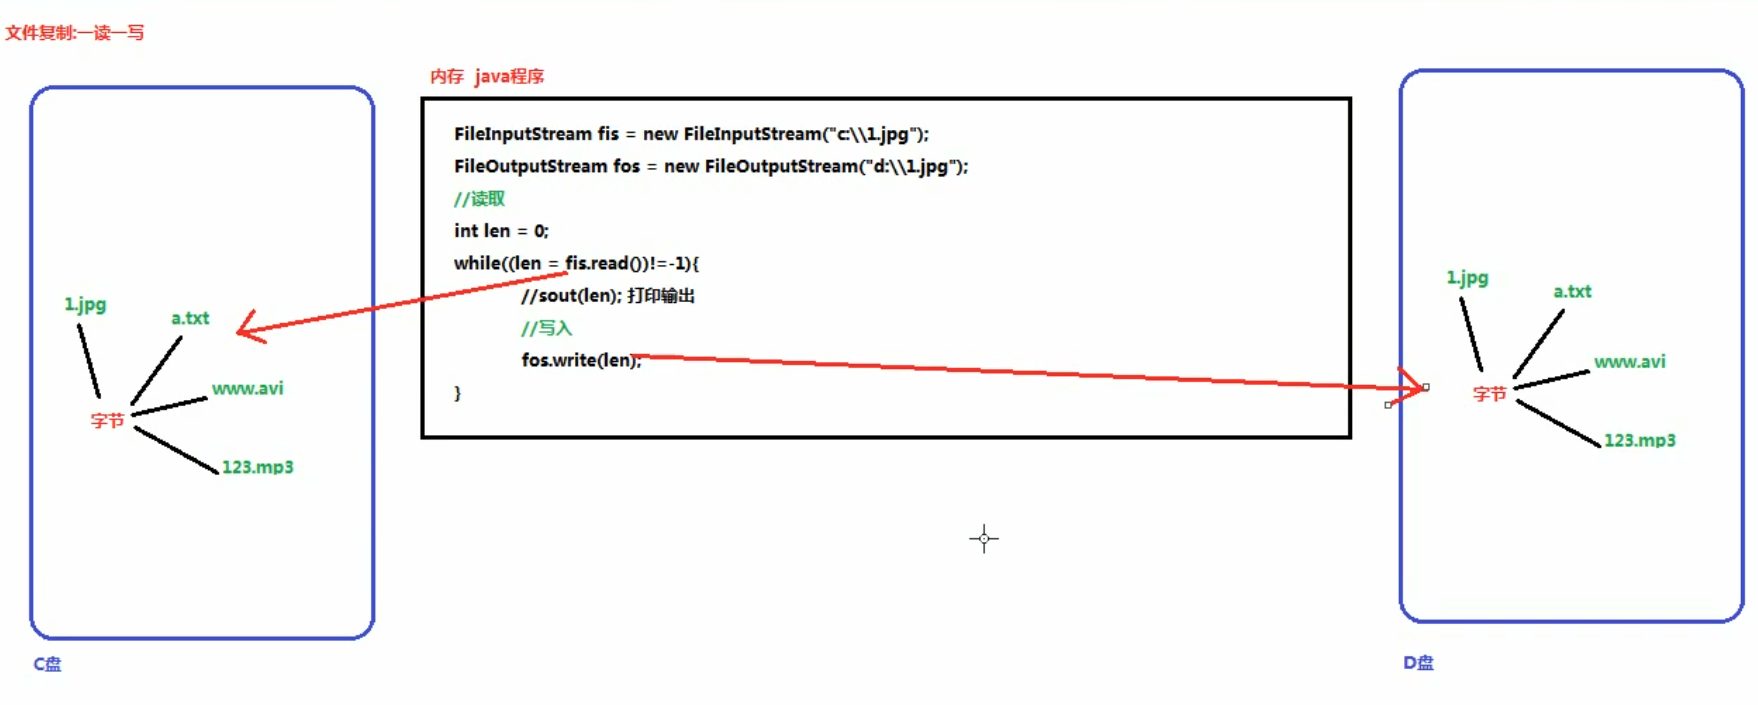 文件复制:一读一写
内存 java程序
FileInputStream fis = new FileInputStream("c:\\1.jpg");
FileOutputStream fos = new FileOutputStream("d:\\1.jpg");
//读取
int len = 0;
while((len = fis.read())!=-1){
//sout(len); 打印输出
//写入
fos.write(len);
}
1.jpg
a.txt
www.avi
字节
123.mp3
C盘
1.jpg
a.txt
www.avi
字节
123.mp3
D盘